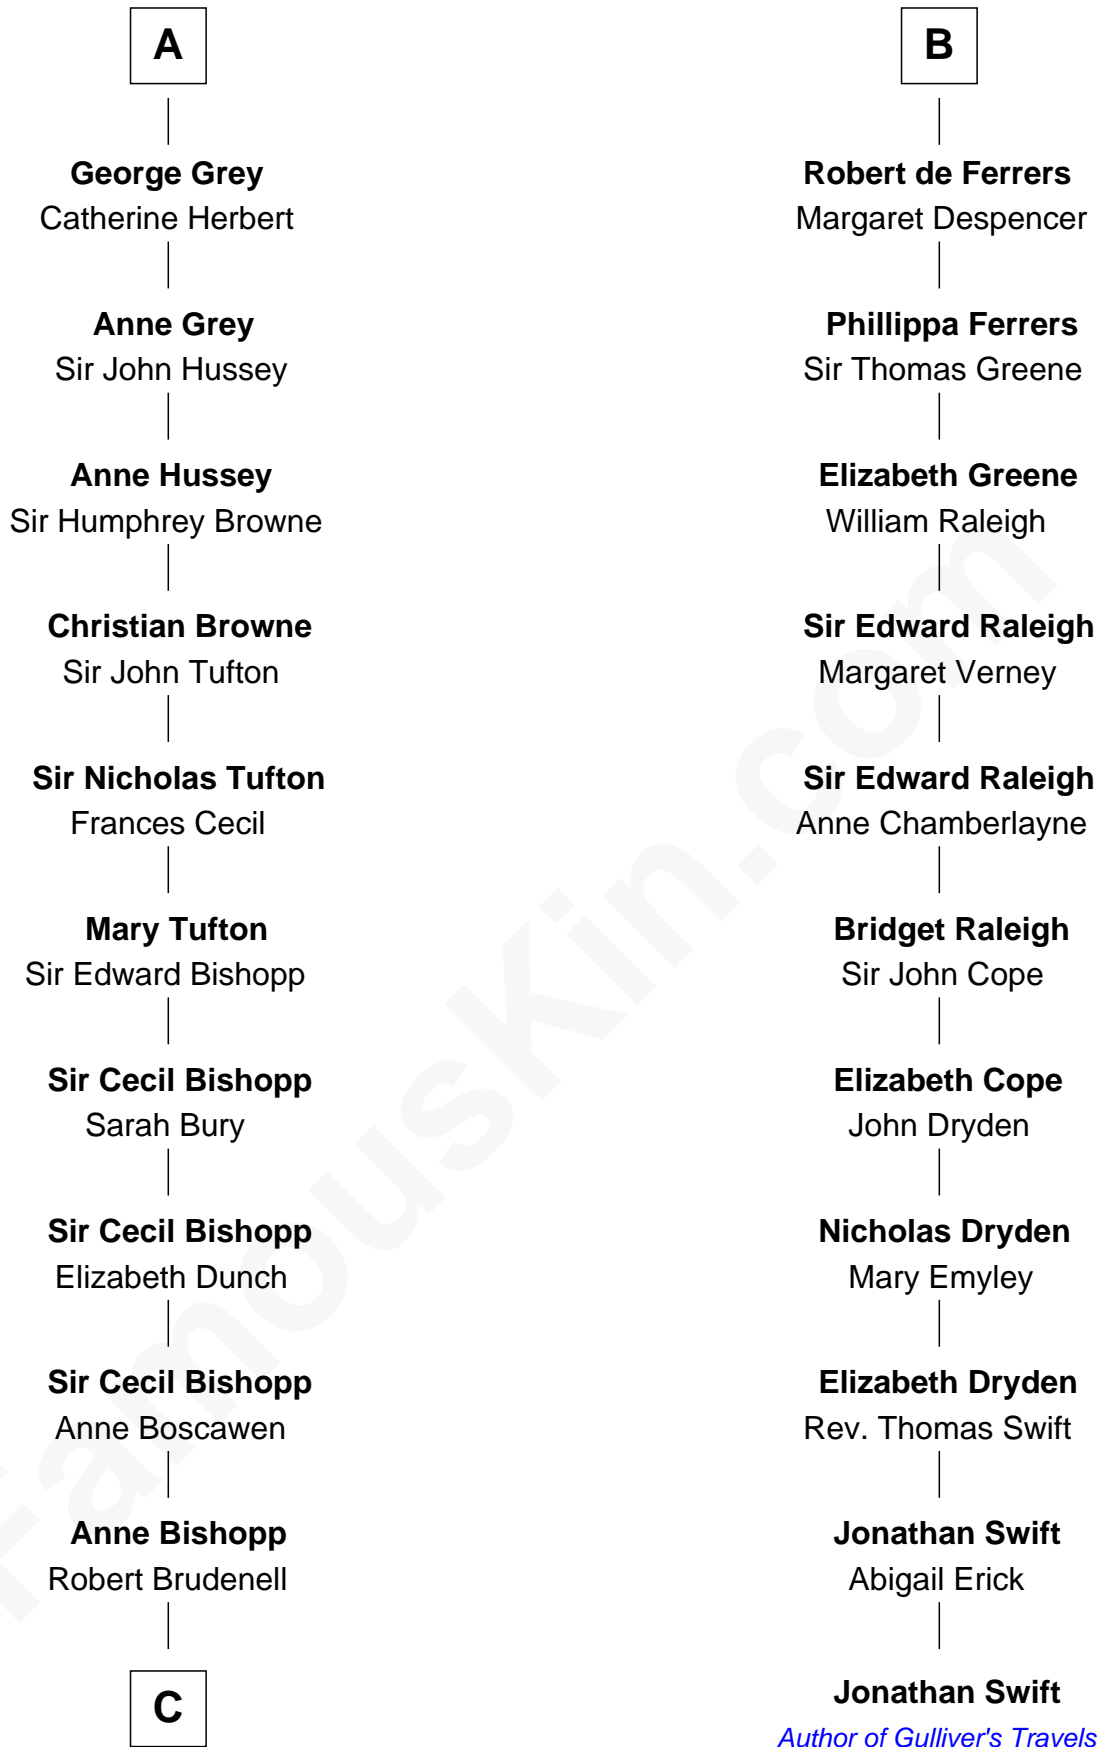 A
George Grey
Catherine Herbert
Anne Grey
Sir John Hussey
Anne Hussey
Sir Humphrey Browne
Christian Browne
Sir John Tufton
Sir Nicholas Tufton
Frances Cecil
Mary Tufton
Sir Edward Bishopp
Sir Cecil Bishopp
Sarah Bury
Sir Cecil Bishopp
Elizabeth Dunch
Sir Cecil Bishopp
Anne Boscawen
Anne Bishopp
Robert Brudenell
C
B
Robert de Ferrers
Margaret Despencer
Phillippa Ferrers
Sir Thomas Greene
Elizabeth Greene
William Raleigh
Sir Edward Raleigh
Margaret Verney
Sir Edward Raleigh
Anne Chamberlayne
Bridget Raleigh
Sir John Cope
Elizabeth Cope
John Dryden
Nicholas Dryden
Mary Emyley
Elizabeth Dryden
Rev. Thomas Swift
Jonathan Swift
Abigail Erick
Jonathan Swift
Author of Gulliver's Travels
FamousKin.com